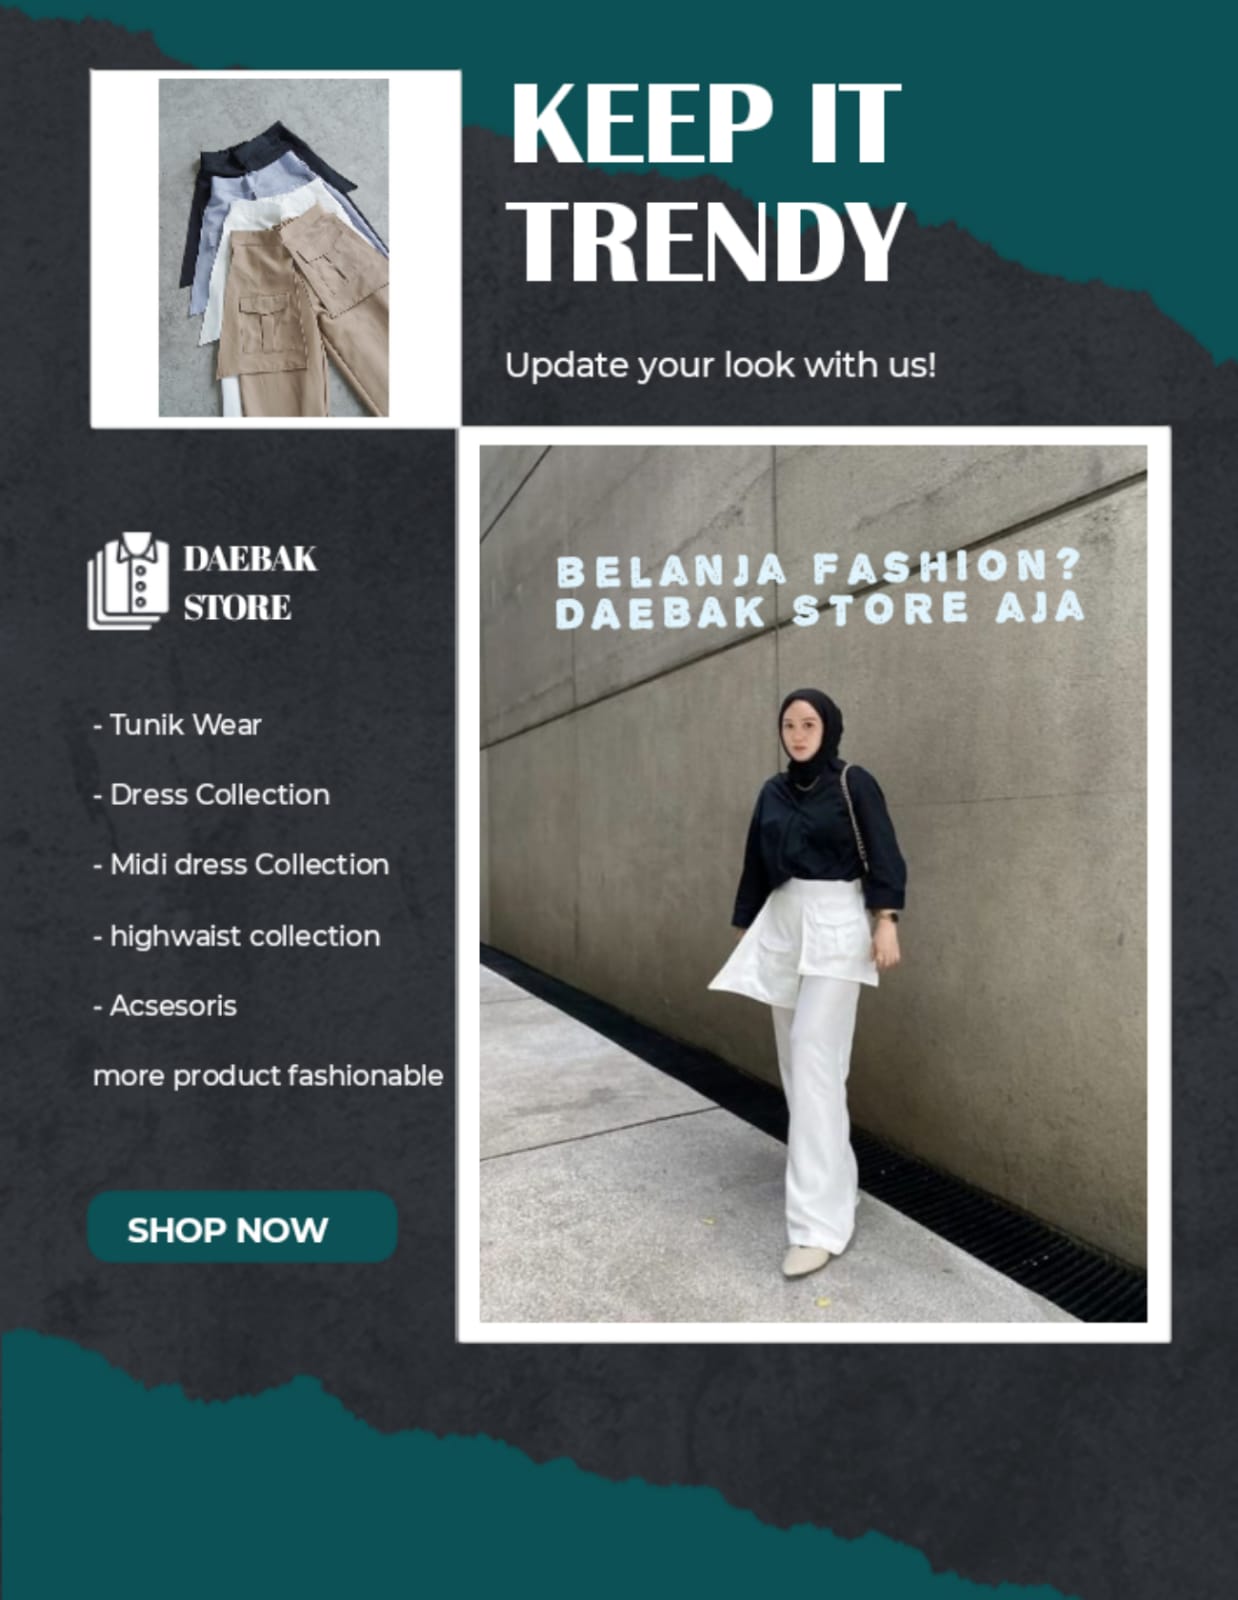 KEEP IT
TRENDY
Update your look with us!
DAEBAK
STORE
- Tunik Wear
- Dress Collection
- Midi dress Collection
- highwaist collection
- Acsesoris
more product fashionable
SHOP NOW
BELANJA FASHION?
DAEBAK STORE AJA